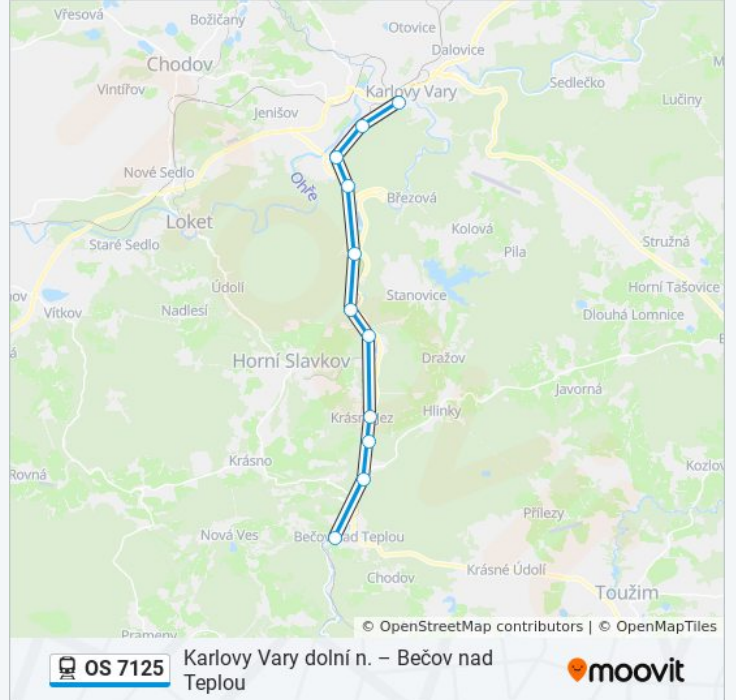 Vřesová
Božičany
Otovice
Dalovice
Chodov
Vintířov
Sedlečko
Karlovy Vary
Lučiny
Jenišov
Nové Sedlo
Ohře
Březová
Loket
Kolová
Staré Sedlo
Pila
Stružná
Údolí
Stanovice
Horní Tašovice
Vítkov
Nadlesí
Dlouhá Lomnice
Horní Slavkov
Dražov
Javorná
Hlinky
Krásno
Rovná
Přílezy
Nová Ves
Bečov nad Teplou
Krásné Údolí
Chodov
Toužim
© OpenStreetMap contributors | © OpenMapTiles
OS 7125
Karlovy Vary dolní n. – Bečov nad
Teplou
moovit